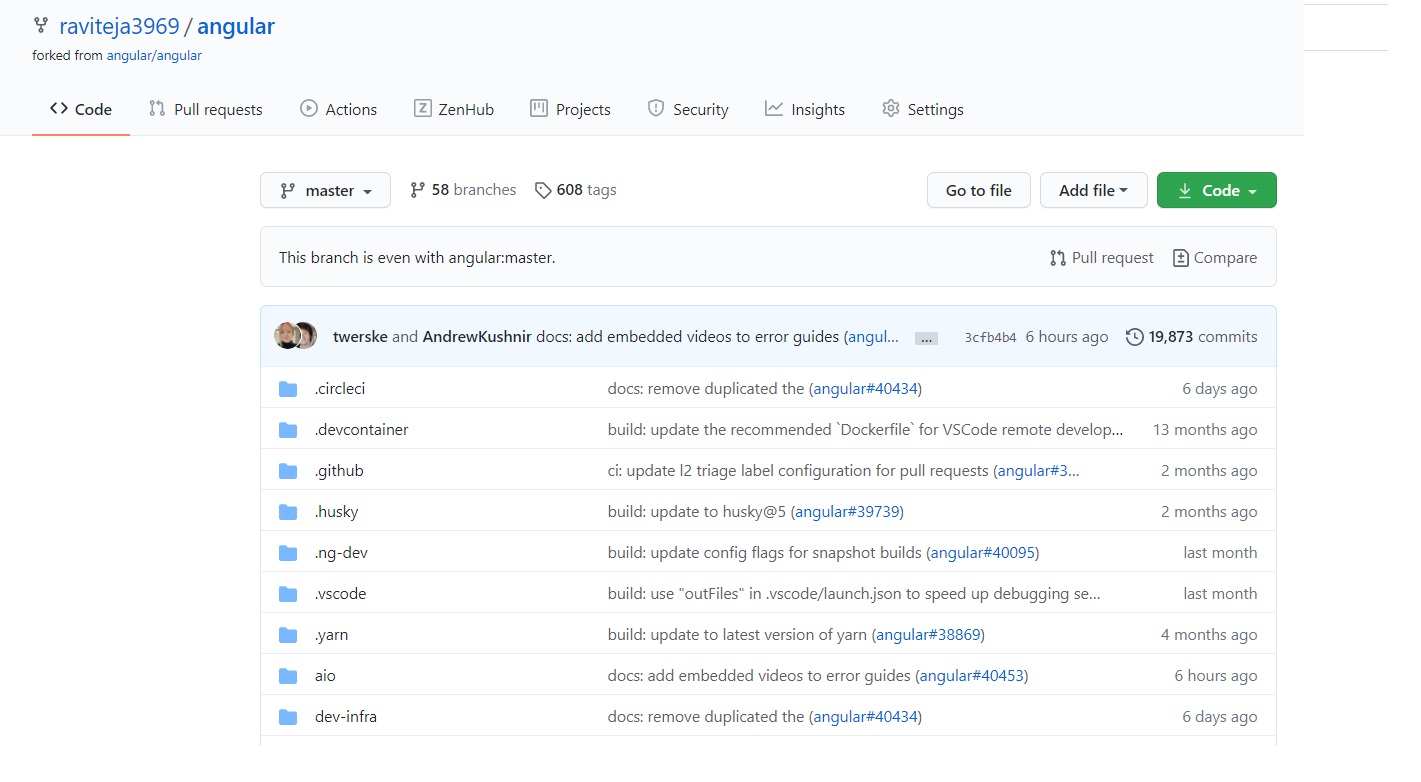 raviteja3969 / angular
forked from angular/angular
Code Pull requests Actions ZenHub Projects Security Insights Settings
master 58 branches 608 tags Go to file Add file Code
This branch is even with angular:master. Pull request Compare
twerske and AndrewKushnir docs: add embedded videos to error guides (angul... ... 3cfb4b4 6 hours ago 19,873 commits
.circleci docs: remove duplicated the (angular#40434) 6 days ago
.devcontainer build: update the recommended `Dockerfile` for VSCode remote develop... 13 months ago
.github ci: update l2 triage label configuration for pull requests (angular#3... 2 months ago
.husky build: update to husky@5 (angular#39739) 2 months ago
.ng-dev build: update config flags for snapshot builds (angular#40095) last month
.vscode build: use "outFiles" in .vscode/launch.json to speed up debugging se... last month
.yarn build: update to latest version of yarn (angular#38869) 4 months ago
aio docs: add embedded videos to error guides (angular#40453) 6 hours ago
dev-infra docs: remove duplicated the (angular#40434) 6 days ago